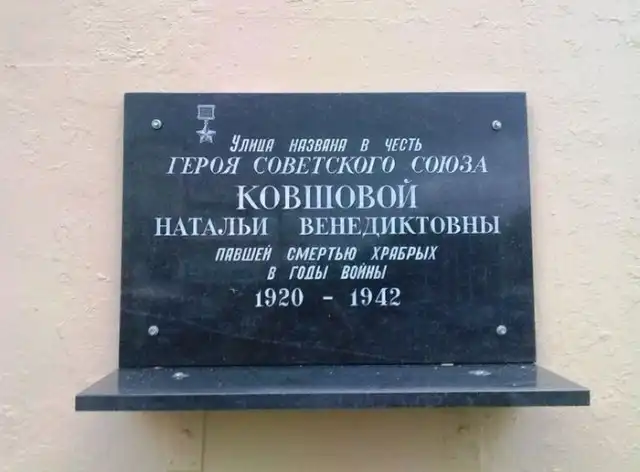 Улица названа в честь
ГЕРОЯ СОВЕТСКОГО СОЮЗА
КОВШОВОЙ
НАТАЛЬИ ВЕНЕДИКТОВНЫ
ПАВШЕЙ СМЕРТЬЮ ХРАБРЫХ
В ГОДЫ ВОЙНЫ
1920 - 1942